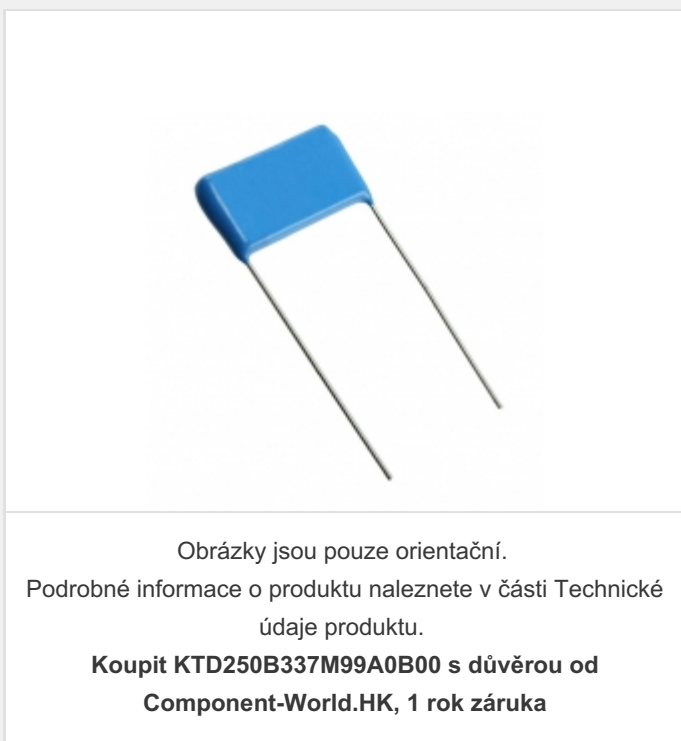 Obrázky jsou pouze orientační.
Podrobné informace o produktu naleznete v části Technické
údaje produktu.
Koupit KTD250B337M99A0B00 s důvěrou od
Component-World.HK, 1 rok záruka